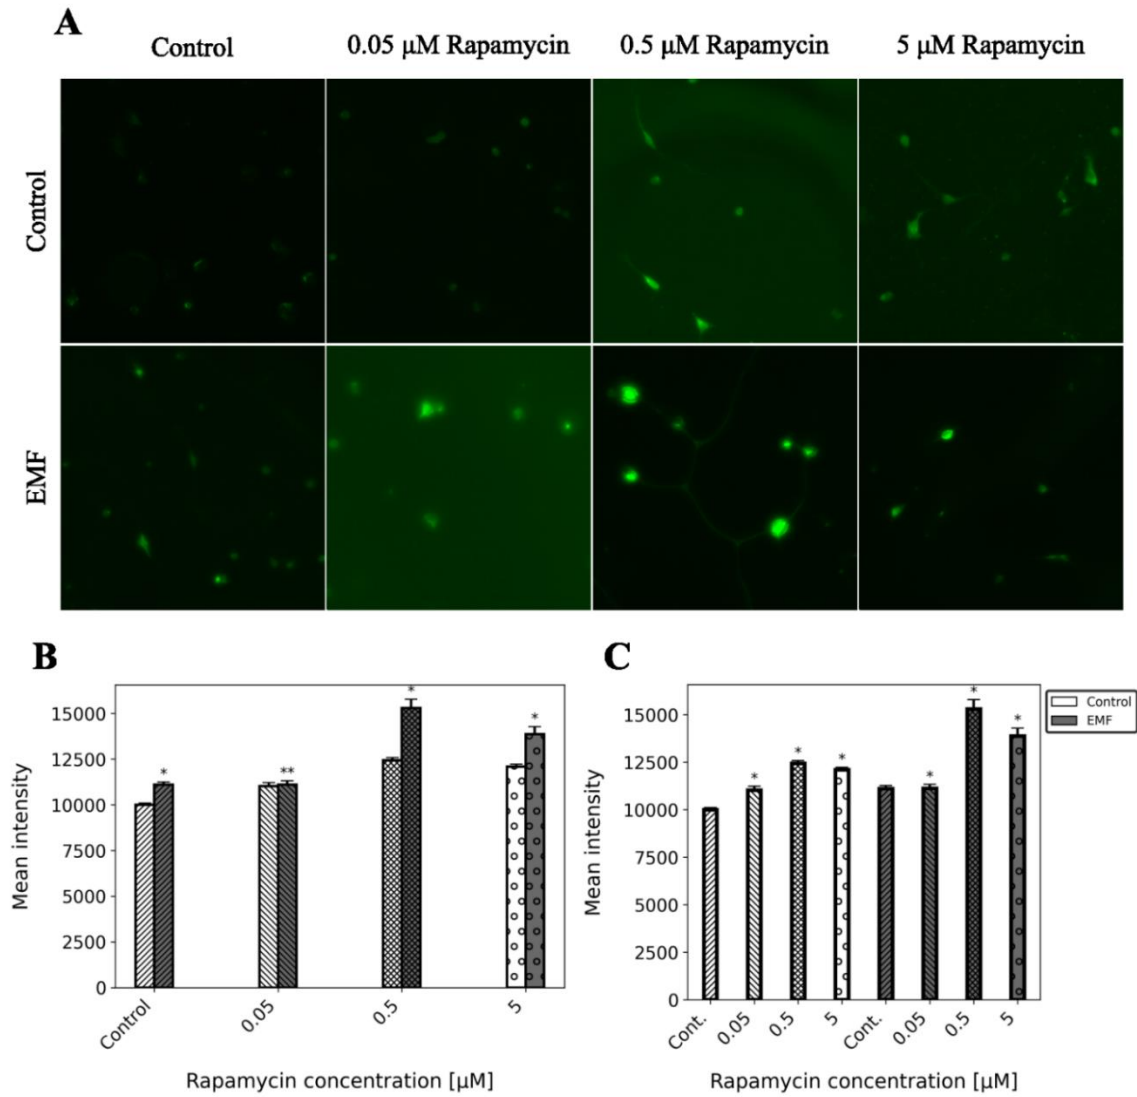 A
Control 0.05 μM Rapamycin 0.5 μM Rapamycin 5 μM Rapamycin
Control
EMF
B
Mean intensity
15000
12500
10000
7500
5000
2500
0
* ** * *
Control 0.05 0.5 5
Rapamycin concentration [μM]
C
Mean intensity
15000
12500
10000
7500
5000
2500
0
* * * * * *
Cont. 0.05 0.5 5 Cont. 0.05 0.5 5
Rapamycin concentration [μM]
Control
EMF